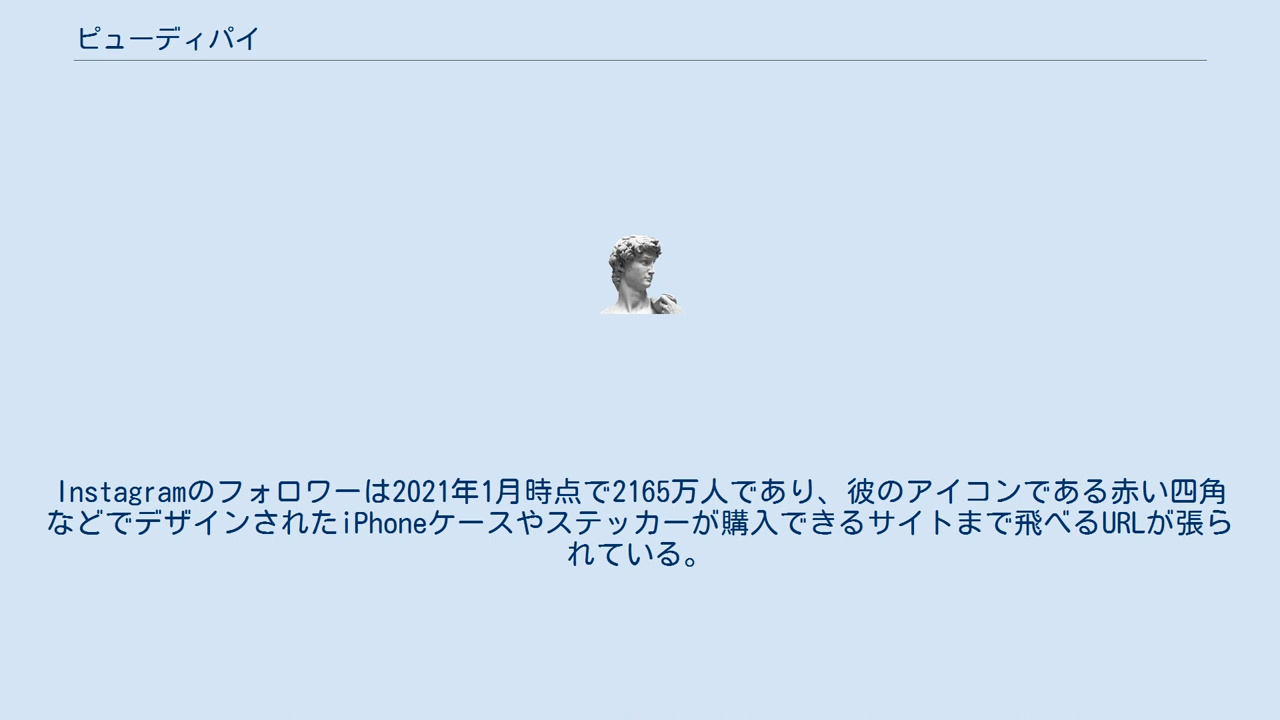 ピューディパイ
Instagramのフォロワーは2021年1月時点で2165万人であり、彼のアイコンである赤い四角
などでデザインされたiPhoneケースやステッカーが購入できるサイトまで飛べるURLが張ら
れている。